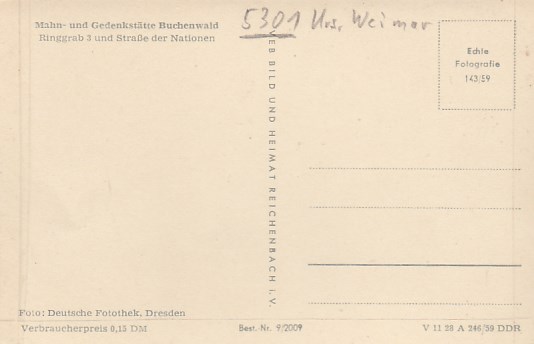 Mahn- und Gedenkstätte Buchenwald
Ringgrab 3 und Straße der Nationen
5301 Krs. Weimar
Echte
Fotografie
143/59
VEB BILD UND HEIMAT REICHENBACH i. V.
Foto: Deutsche Fotothek, Dresden
Verbraucherpreis 0,15 DM
Best. Nr. 9/2009
V 11 28 A 246/59 DDR